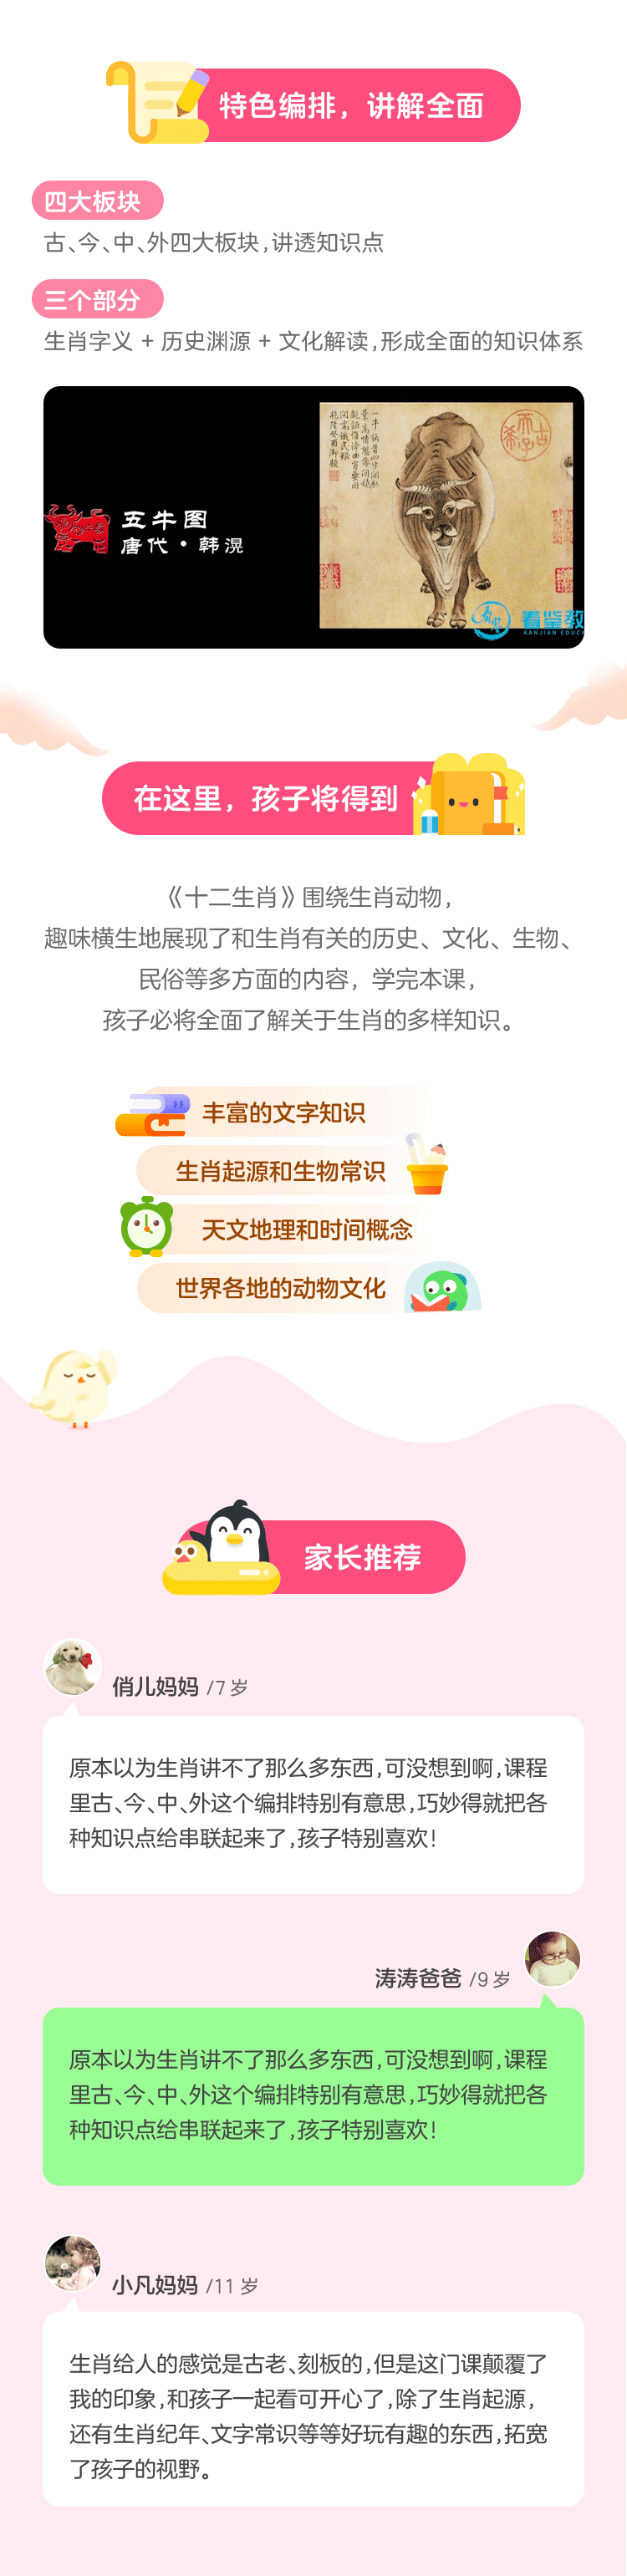 特色编排，讲解全面
四大板块
古、今、中、外四大板块，讲透知识点
三个部分
生肖字义 + 历史渊源 + 文化解读，形成全面的知识体系
五牛图
唐代·韩滉
看鉴教
KANJIAN EDUCA
在这里，孩子将得到
《十二生肖》围绕生肖动物，
趣味横生地展现了和生肖有关的历史、文化、生物、
民俗等多方面的内容，学完本课，
孩子必将全面了解关于生肖的多样知识。
丰富的文字知识
生肖起源和生物常识
天文地理和时间概念
世界各地的动物文化
家长推荐
俏儿妈妈 /7 岁
原本以为生肖讲不了那么多东西，可没想到啊，课程
里古、今、中、外这个编排特别有意思，巧妙得就把各
种知识点给串联起来了，孩子特别喜欢！
涛涛爸爸 /9 岁
原本以为生肖讲不了那么多东西，可没想到啊，课程
里古、今、中、外这个编排特别有意思，巧妙得就把各
种知识点给串联起来了，孩子特别喜欢！
小凡妈妈 /11 岁
生肖给人的感觉是古老、刻板的，但是这门课颠覆了
我的印象，和孩子一起看可开心了，除了生肖起源，
还有生肖纪年、文字常识等等好玩有趣的东西，拓宽
了孩子的视野。